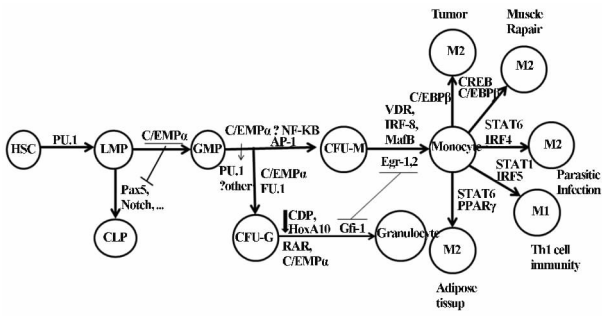 Tumor
Muscle
Rapair
M2
M2
C/EBPβ
CREB
C/EBPβ
VDR,
IRF-8,
MafB
HSC
PU.1
LMP
C/EMPα
GMP
C/EMPα ? NF-KB
AP-1
CFU-M
Monocyte
STAT6
IRF4
M2
Parasitic
Infection
PU.1
?other
C/EMPα
FU.1
Egr-1,2
STAT1
IRF5
Pax5,
Notch, ...
CDP,
HoxA10
STAT6
PPARγ
M1
CLP
CFU-G
Gfi-1
Granulocyte
RAR,
C/EMPα
M2
Th1 cell
immunity
Adipose
tissup